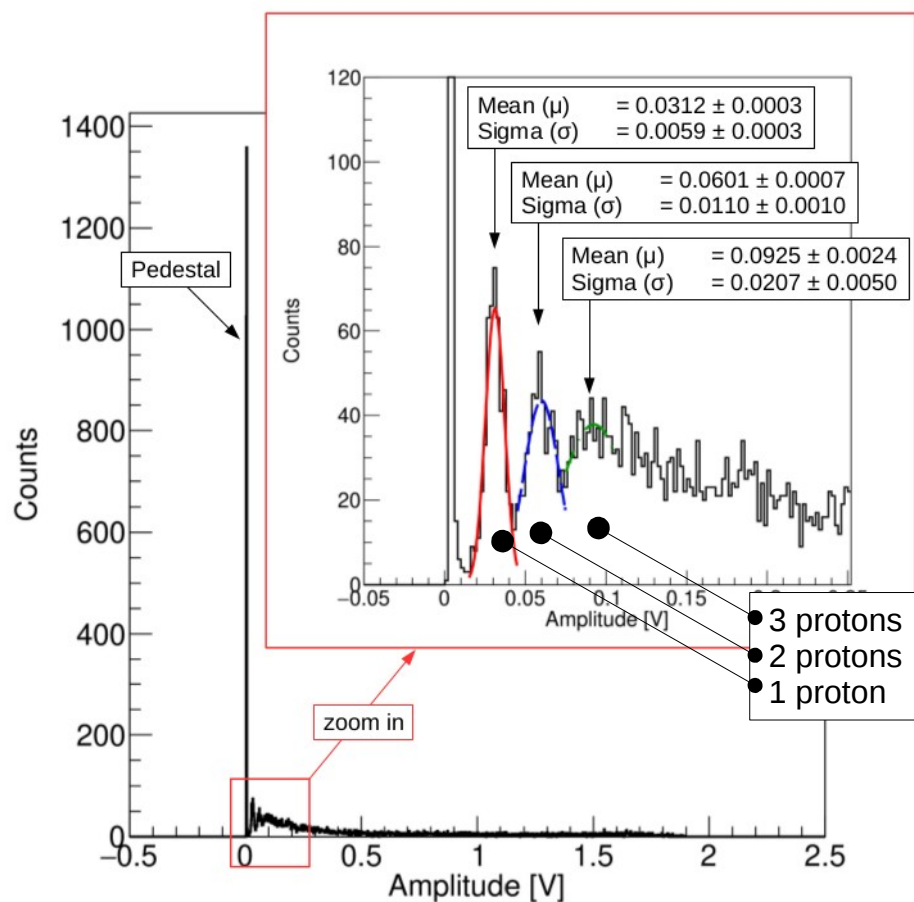 120
100
80
60
40
20
0
Counts
−0.05
0
0.05
0.1
0.15
Amplitude [V]
Mean (μ) = 0.0312 ± 0.0003
Sigma (σ) = 0.0059 ± 0.0003
Mean (μ) = 0.0601 ± 0.0007
Sigma (σ) = 0.0110 ± 0.0010
Mean (μ) = 0.0925 ± 0.0024
Sigma (σ) = 0.0207 ± 0.0050
3 protons
2 protons
1 proton
1400
1200
1000
800
600
400
200
0
Counts
Pedestal
zoom in
−0.5
0
0.5
1
1.5
2
2.5
Amplitude [V]